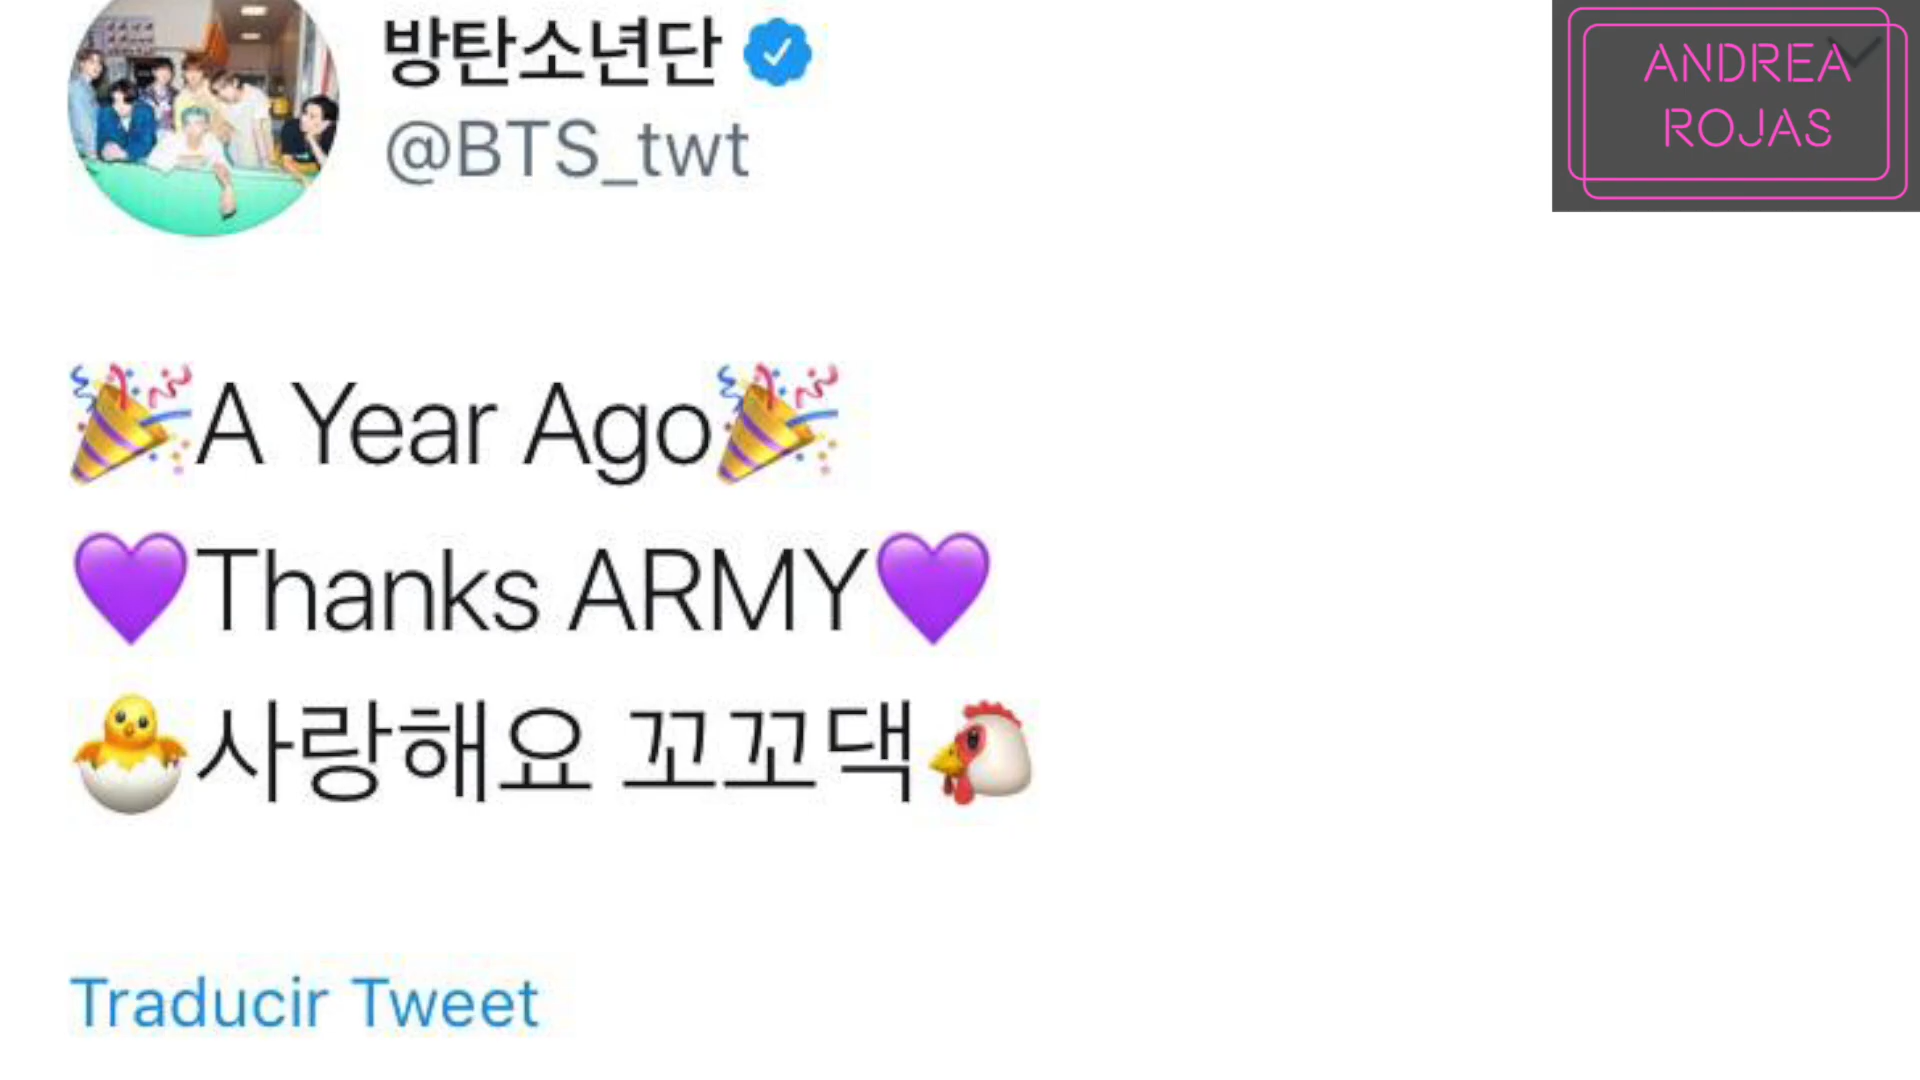 방탄소년단
@BTS_twt
ANDREA
ROJAS
🎉A Year Ago🎉
💜Thanks ARMY💜
🐣사랑해요 꼬꼬댁🐔
Traducir Tweet